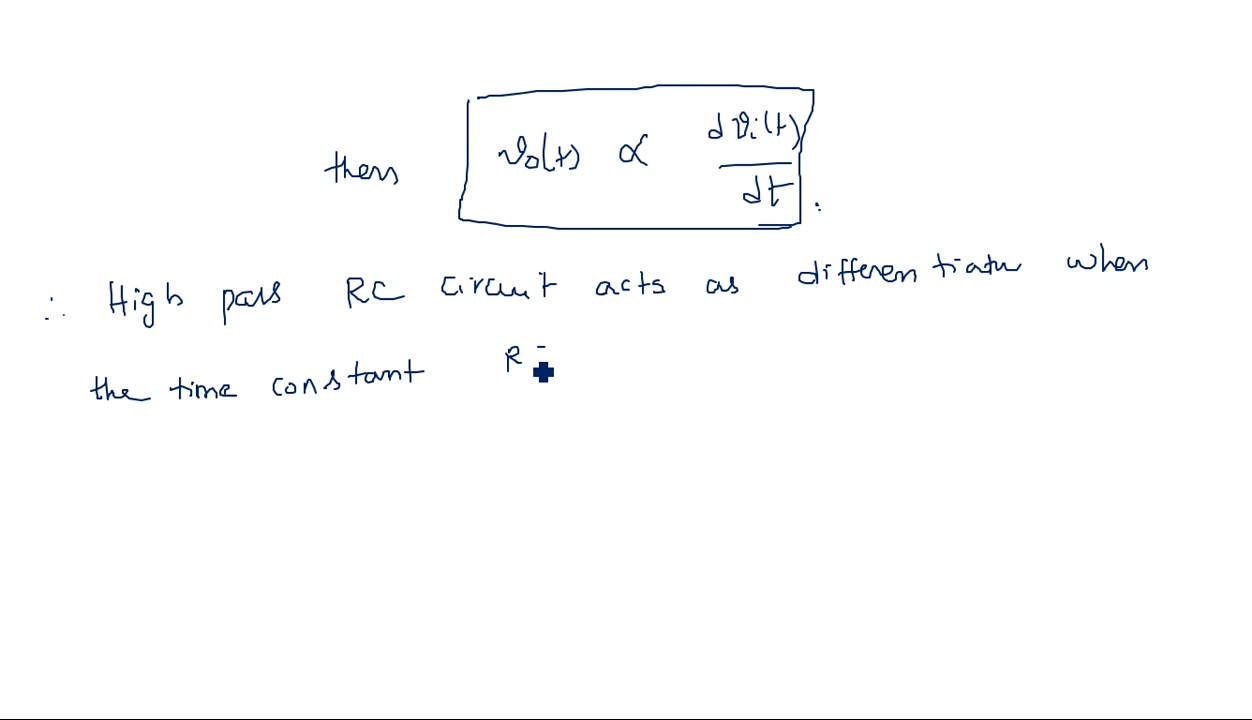 then v₀(t) ∝ dvᵢ(t)/dt .
∴ High pass RC circuit acts as differentiator when
the time constant R